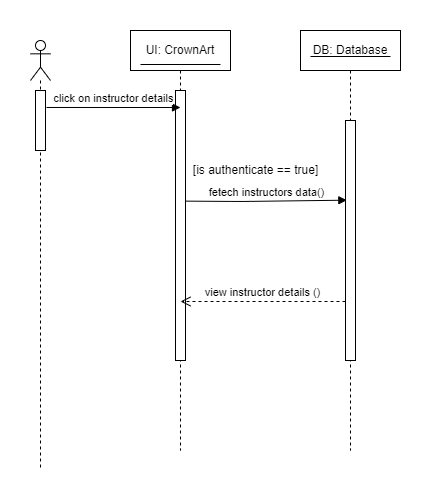 UI: CrownArt
DB: Database
click on instructor details
[is authenticate == true]
fetech instructors data()
view instructor details ()